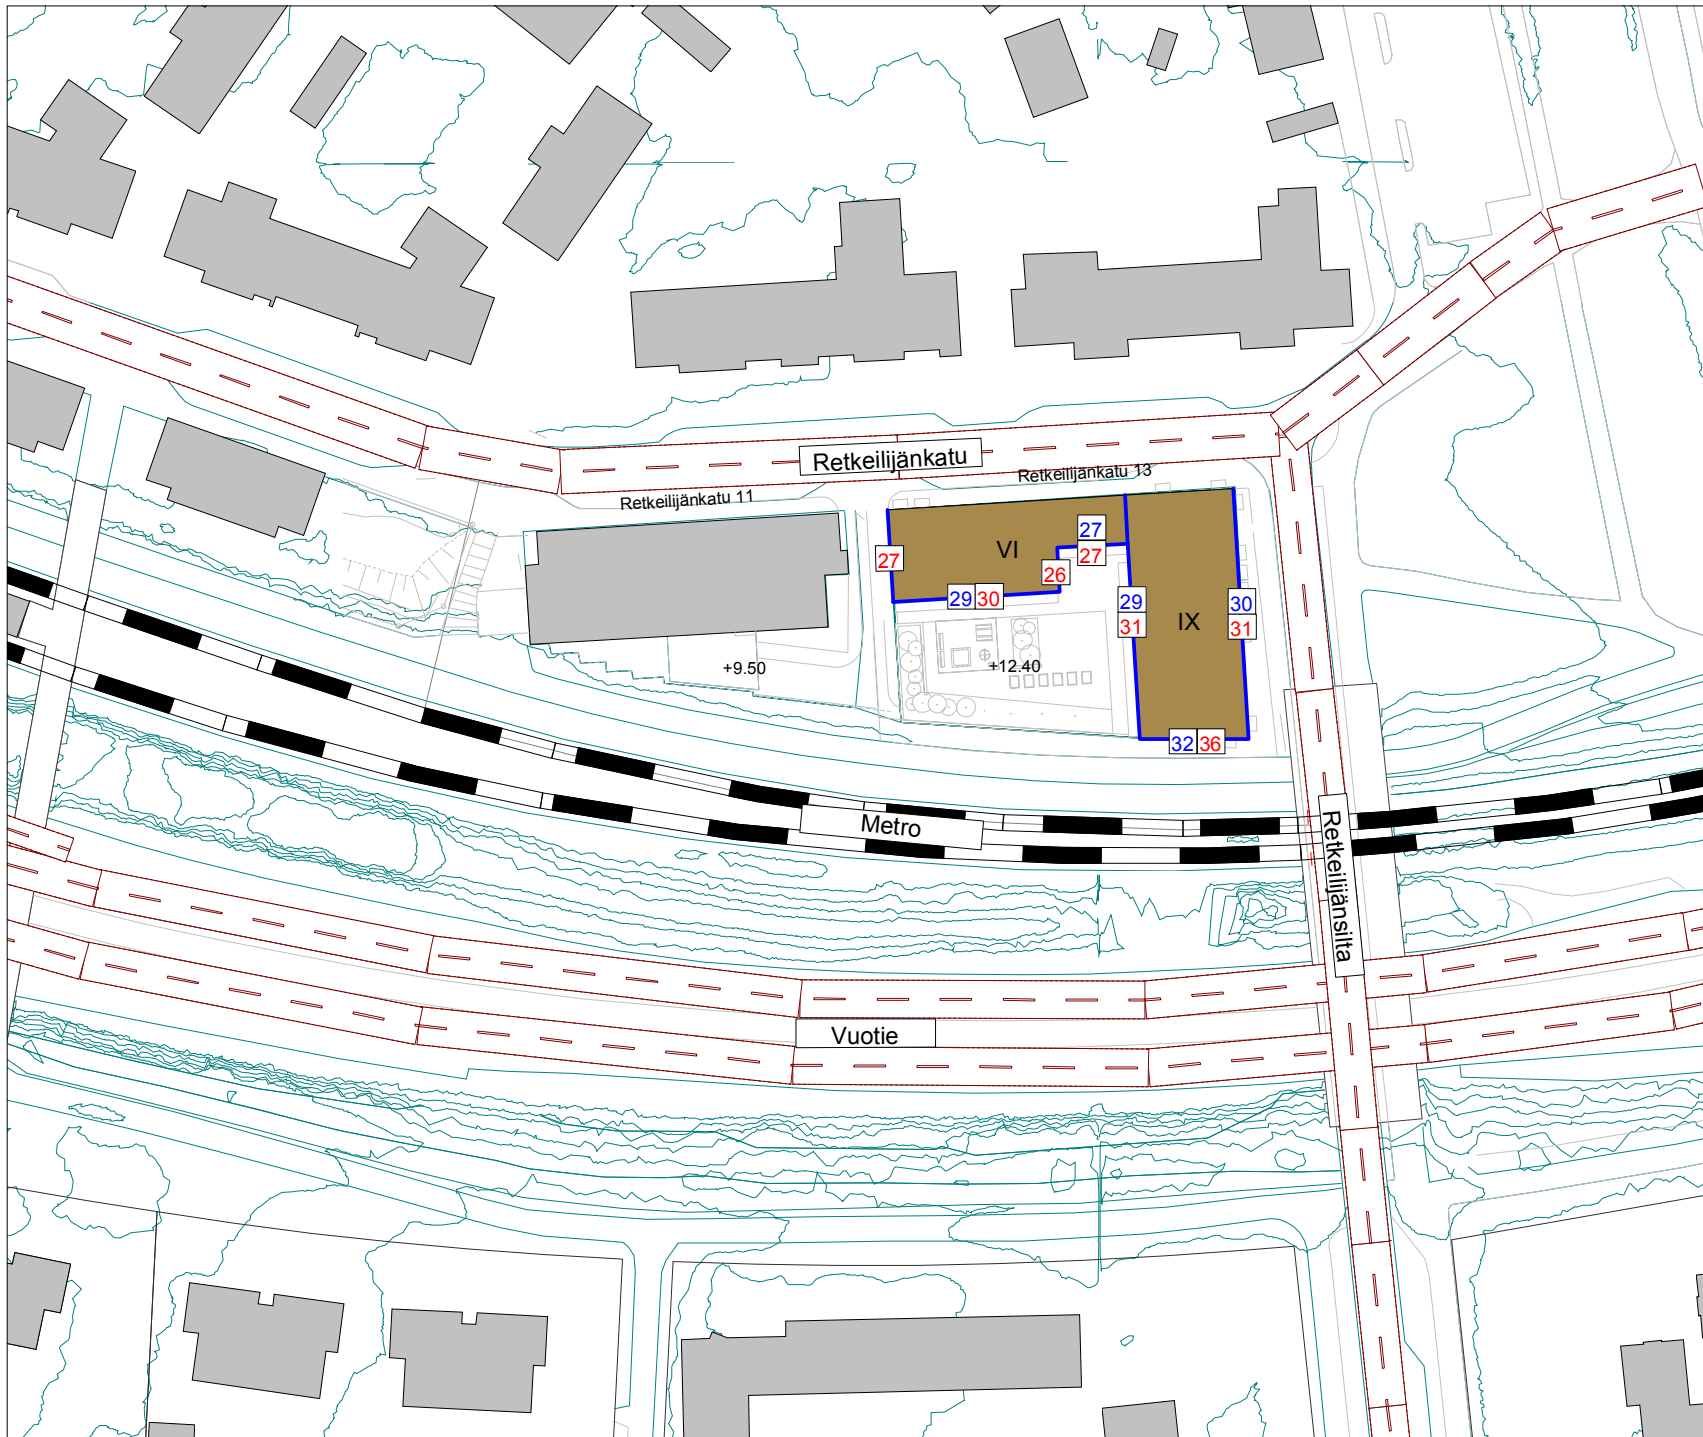 Retkeilijänkatu
Retkeilijänkatu 13
Retkeilijänkatu 11
27
VI
27
27
26
27
29 30
29
31
IX
30
31
+9.50
+12.40
32 36
Metro
Retkeilijänsilta
Vuotie